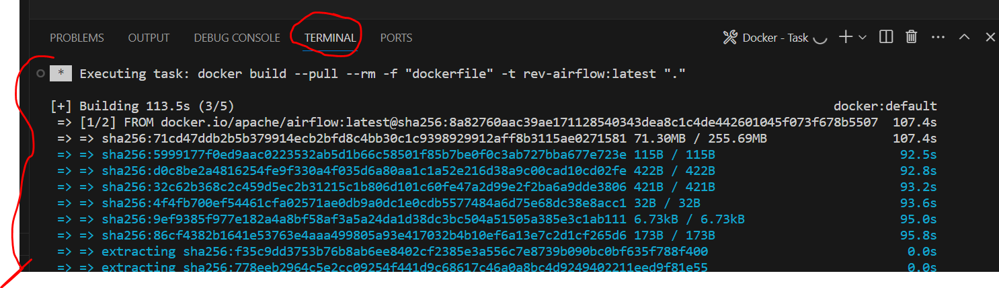 PROBLEMS OUTPUT DEBUG CONSOLE TERMINAL PORTS Docker - Task
* Executing task: docker build --pull --rm -f "dockerfile" -t rev-airflow:latest "."
[+] Building 113.5s (3/5) docker:default
=> [1/2] FROM docker.io/apache/airflow:latest@sha256:8a82760aac39ae171128540343dea8c1c4de442601045f073f678b5507 107.4s
=> => sha256:71cd47ddb2b5b379914ecb2bfd8c4bb30c1c9398929912aff8b3115ae0271581 71.30MB / 255.69MB 107.4s
=> => sha256:5999177f0ed9aac0223532ab5d1b66c58501f85b7be0f0c3ab727bba677e723e 115B / 115B 92.5s
=> => sha256:d0c8be2a4816254fe9f330a4f035d6a80aa1c1a52e216d38a9c00cad10cd02fe 422B / 422B 92.8s
=> => sha256:32c62b368c2c459d5ec2b31215c1b806d101c60fe47a2d99e2f2ba6a9dde3806 421B / 421B 93.2s
=> => sha256:4f4fb700ef54461cfa02571ae0db9a0dc1e0cdb5577484a6d75e68dc38e8acc1 32B / 32B 93.6s
=> => sha256:9ef9385f977e182a4a8bf58af3a5a24da1d38dc3bc504a51505a385e3c1ab111 6.73kB / 6.73kB 95.0s
=> => sha256:86cf4382b1641e53763e4aaa499805a93e417032b4b10ef6a13e7c2d1cf265d6 173B / 173B 95.8s
=> => extracting sha256:f35c9dd3753b76b8ab6ee8402cf2385e3a556c7e8739b090bc0bf635f788f400 0.0s
=> => extracting sha256:778eeb2964c5e2cc09254f441d9c68617c46a0a8bc4d9249402211eed9f81e55 0.0s